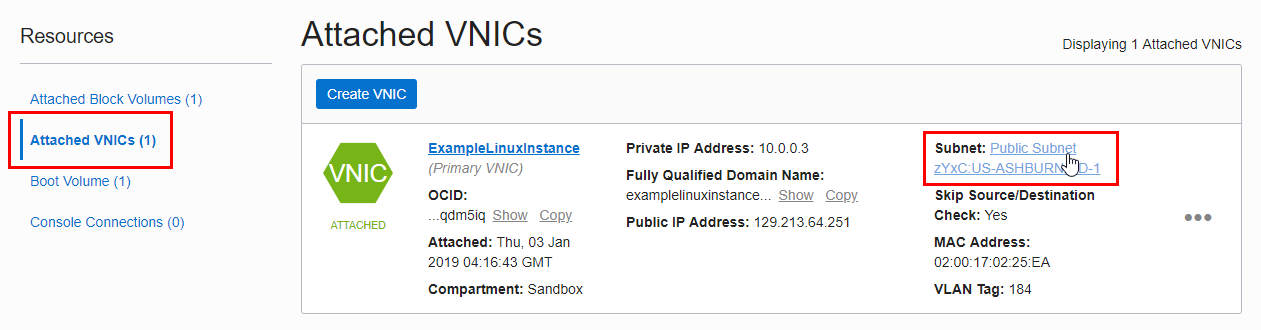 Resources
Attached Block Volumes (1)
Attached VNICs (1)
Boot Volume (1)
Console Connections (0)
Attached VNICs
Displaying 1 Attached VNICs
Create VNIC
VNIC
ATTACHED
ExampleLinuxInstance
(Primary VNIC)
OCID:
...qdm5iq Show Copy
Attached: Thu, 03 Jan
2019 04:16:43 GMT
Compartment: Sandbox
Private IP Address: 10.0.0.3
Fully Qualified Domain Name:
examplelinuxinstance... Show Copy
Public IP Address: 129.213.64.251
Subnet: Public Subnet
zYxC:US-ASHBURN-AD-1
Skip Source/Destination
Check: Yes
MAC Address:
02:00:17:02:25:EA
VLAN Tag: 184